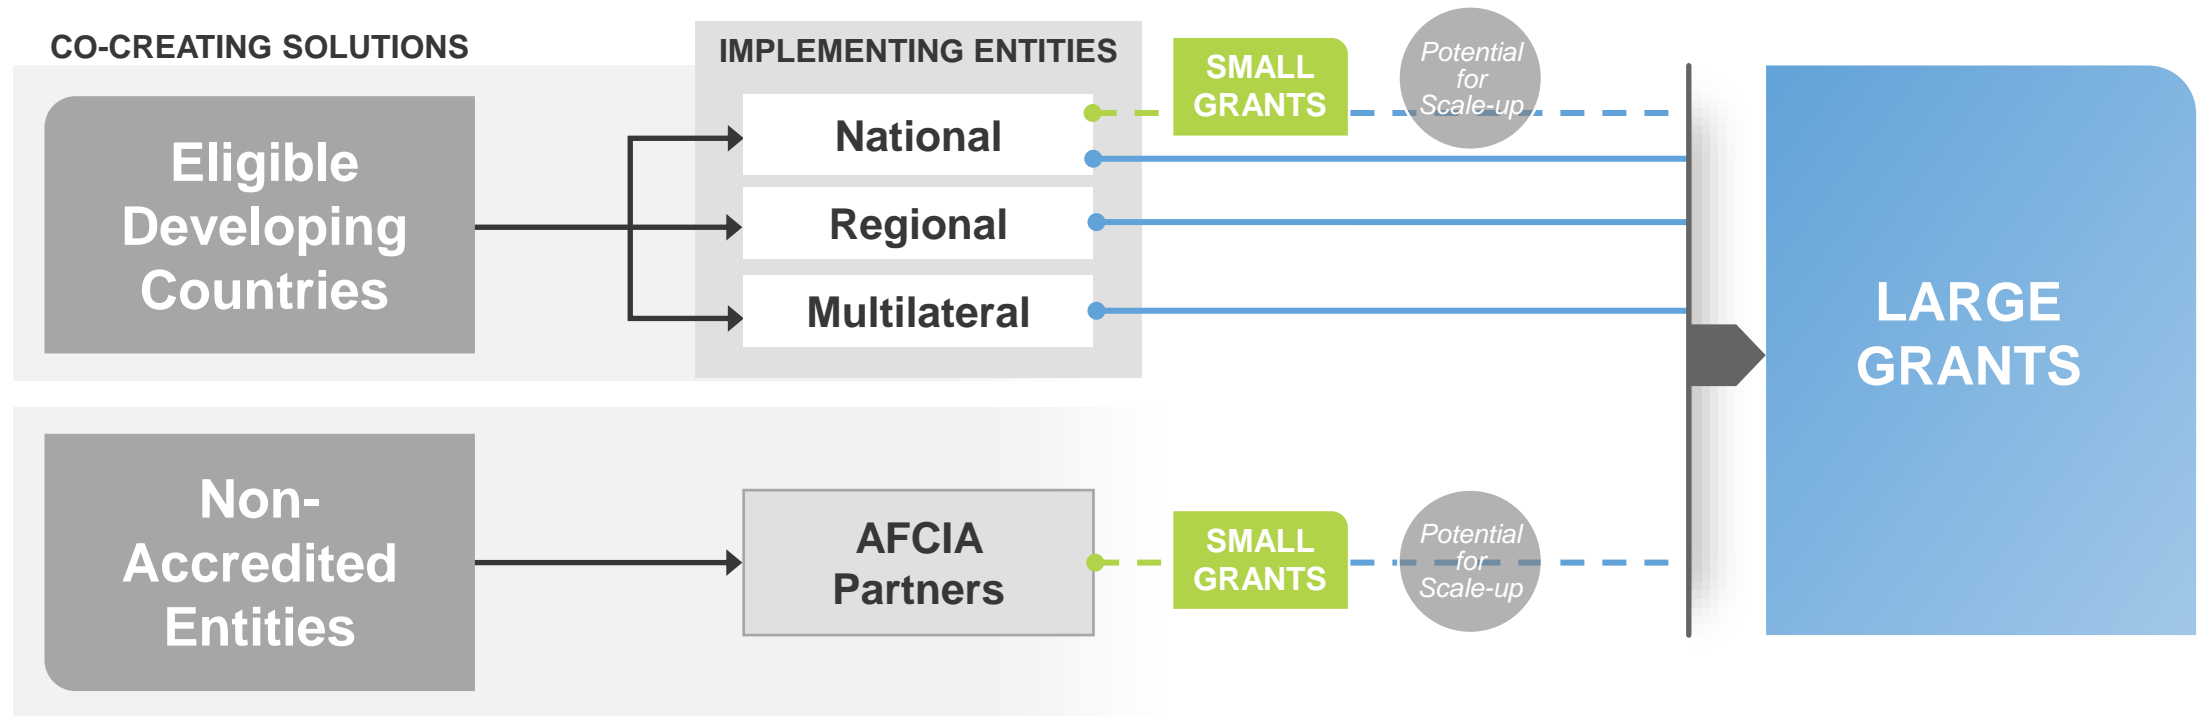 CO-CREATING SOLUTIONS
Eligible
Developing
Countries
IMPLEMENTING ENTITIES
National
Regional
Multilateral
SMALL
GRANTS
Potential
for
Scale-up
LARGE
GRANTS
Non-
Accredited
Entities
AFCIA
Partners
SMALL
GRANTS
Potential
for
Scale-up